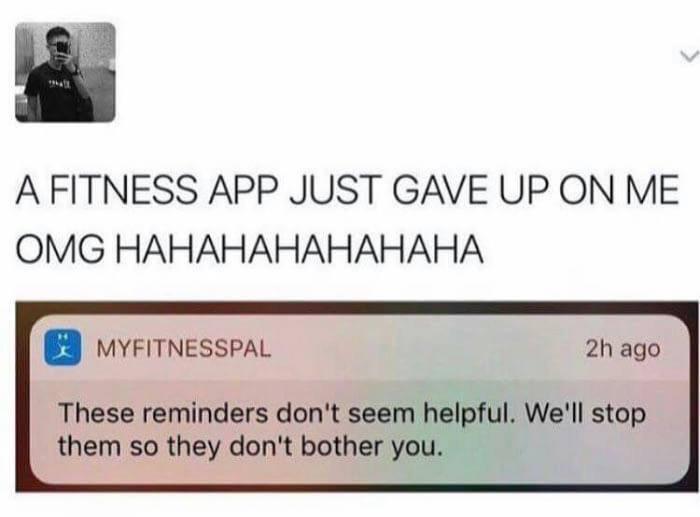 A FITNESS APP JUST GAVE UP ON ME
OMG HAHAHAHAHAHAHA
MYFITNESSPAL
2h ago
These reminders don't seem helpful. We'll stop
them so they don't bother you.